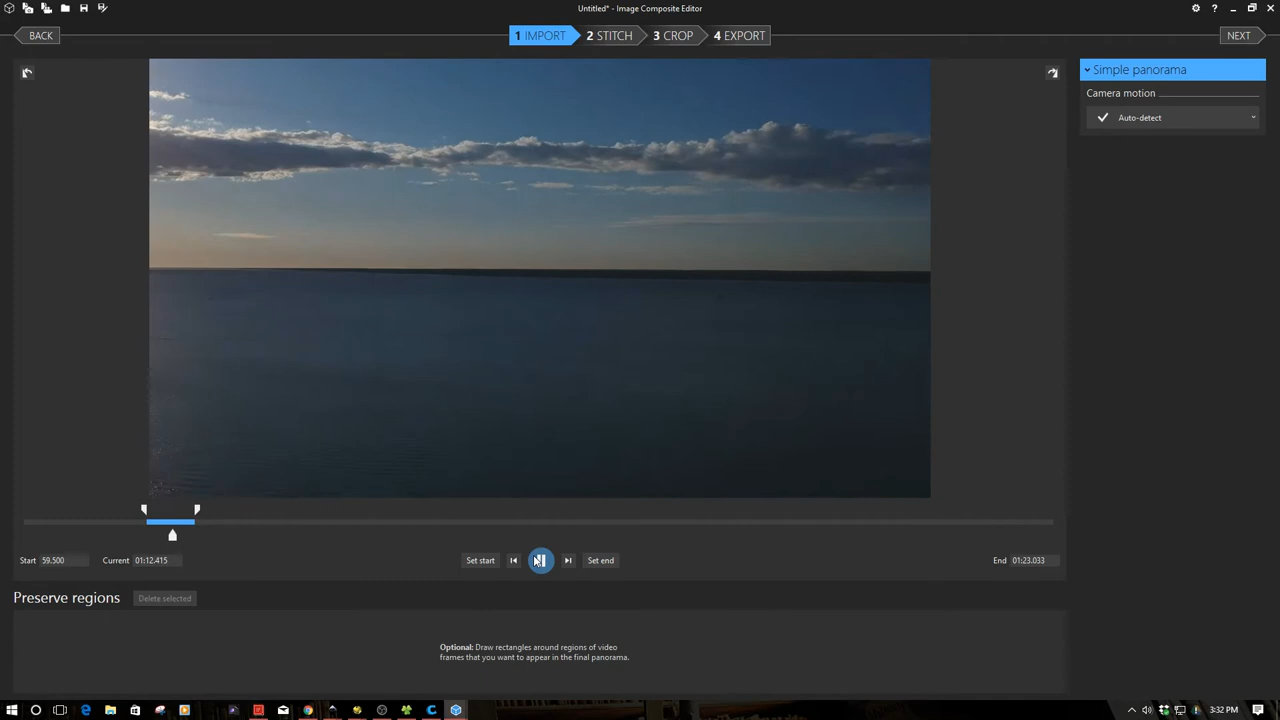 Untitled* - Image Composite Editor
BACK
1 IMPORT
2 STITCH
3 CROP
4 EXPORT
NEXT
Simple panorama
Camera motion
Auto-detect
Start 59.500
Current 01:12.415
Set start
Set end
End 01:23.033
Preserve regions
Delete selected
Optional: Draw rectangles around regions of video
frames that you want to appear in the final panorama.
3:32 PM